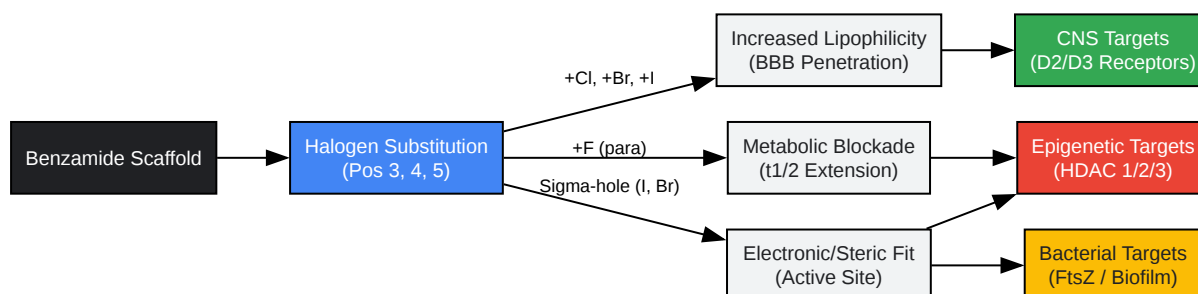 Benzamide Scaffold
Halogen Substitution
(Pos 3, 4, 5)
+Cl, +Br, +I
+F (para)
Sigma-hole (I, Br)
Increased Lipophilicity
(BBB Penetration)
Metabolic Blockade
(t1/2 Extension)
Electronic/Steric Fit
(Active Site)
CNS Targets
(D2/D3 Receptors)
Epigenetic Targets
(HDAC 1/2/3)
Bacterial Targets
(FtsZ / Biofilm)